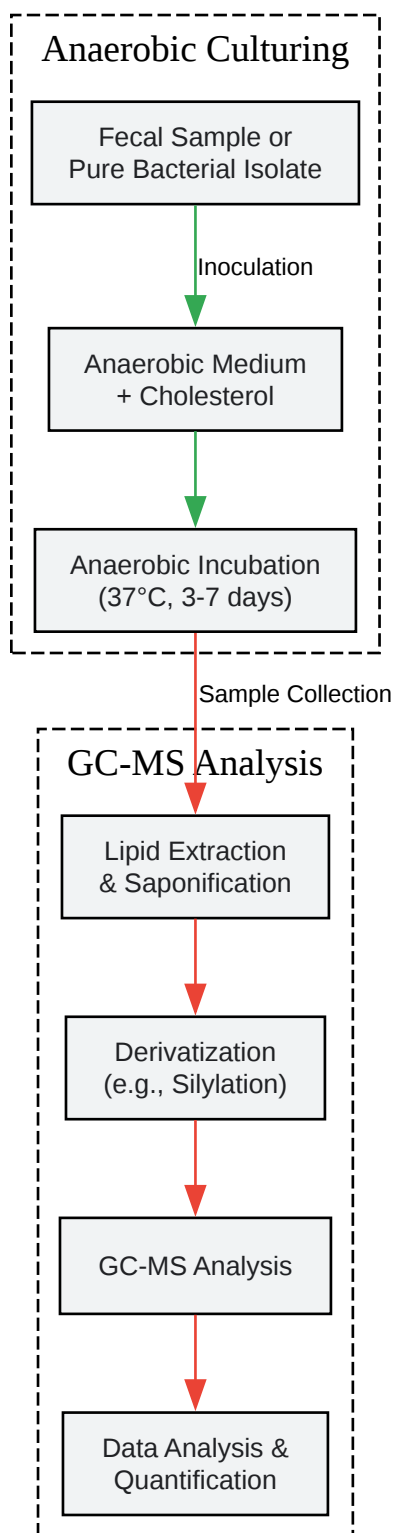 Anaerobic Culturing
Fecal Sample or
Pure Bacterial Isolate
Inoculation
Anaerobic Medium
+ Cholesterol
Anaerobic Incubation
(37°C, 3-7 days)
Sample Collection
GC-MS Analysis
Lipid Extraction
& Saponification
Derivatization
(e.g., Silylation)
GC-MS Analysis
Data Analysis &
Quantification